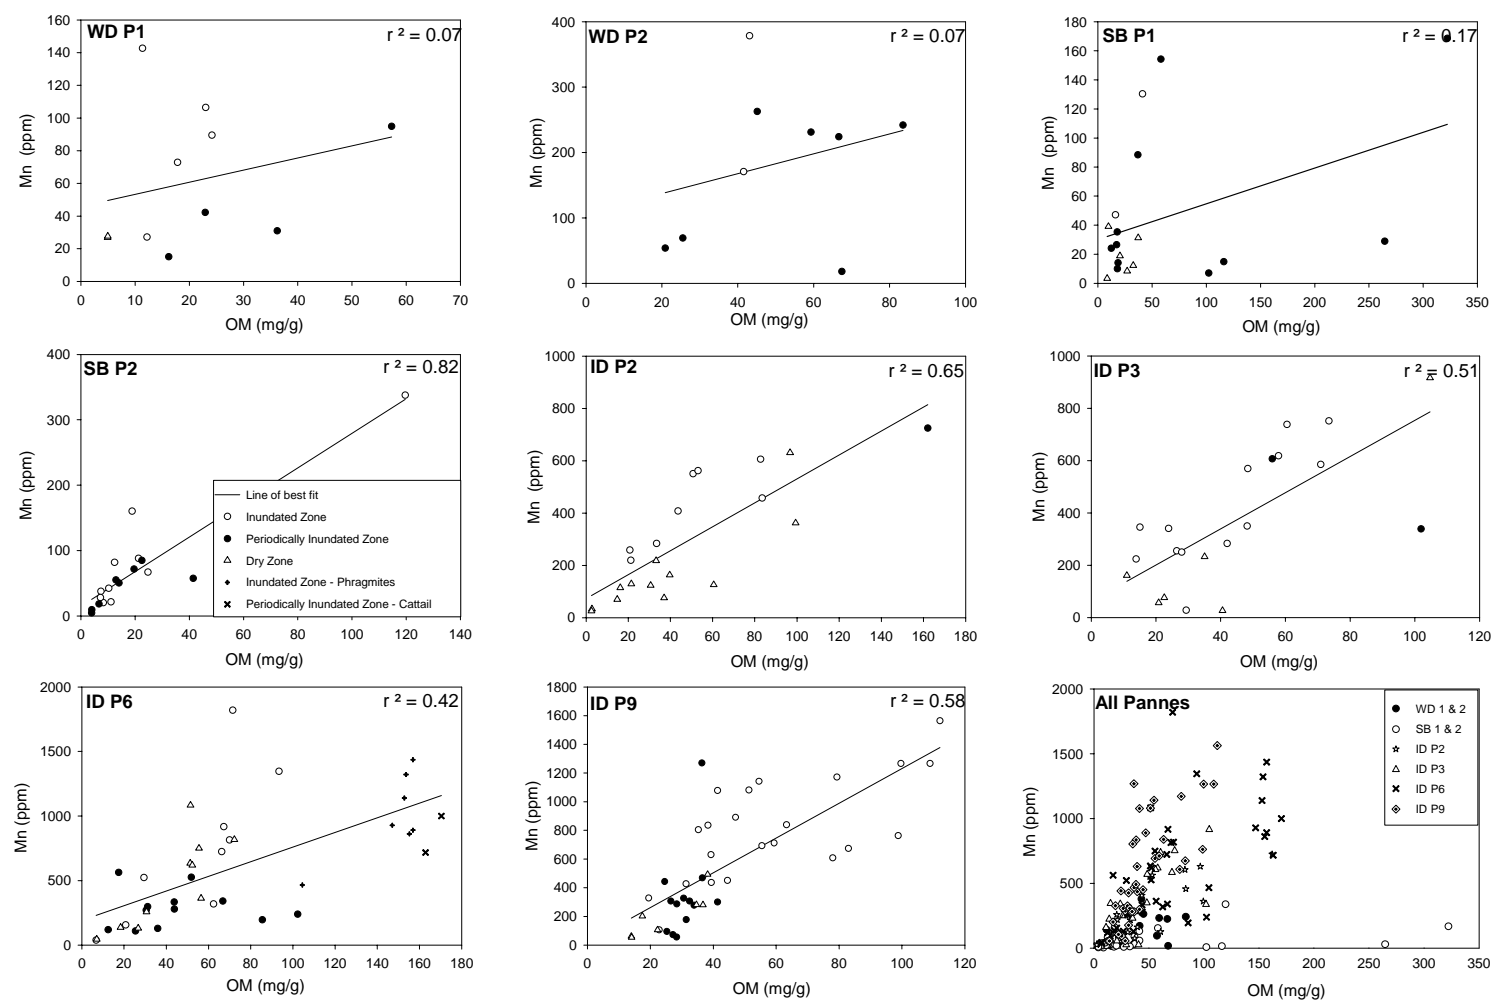 WD P1
r ² = 0.07
160
140
120
100
80
60
40
20
0
Mn (ppm)
0 10 20 30 40 50 60 70
OM (mg/g)
WD P2
r ² = 0.07
400
300
200
100
0
Mn (ppm)
0 20 40 60 80 100
OM (mg/g)
SB P1
r ² = 0.17
180
160
140
120
100
80
60
40
20
0
Mn (ppm)
0 50 100 150 200 250 300 350
OM (mg/g)
SB P2
r ² = 0.82
400
300
200
100
0
Mn (ppm)
Line of best fit
Inundated Zone
Periodically Inundated Zone
Dry Zone
Inundated Zone - Phragmites
Periodically Inundated Zone - Cattail
0 20 40 60 80 100 120 140
OM (mg/g)
ID P2
r ² = 0.65
1000
800
600
400
200
0
Mn (ppm)
0 20 40 60 80 100 120 140 160 180
OM (mg/g)
ID P3
r ² = 0.51
1000
800
600
400
200
0
Mn (ppm)
0 20 40 60 80 100 120
OM (mg/g)
ID P6
r ² = 0.42
2000
1500
1000
500
0
Mn (ppm)
0 20 40 60 80 100 120 140 160 180
OM (mg/g)
ID P9
r ² = 0.58
1800
1600
1400
1200
1000
800
600
400
200
0
Mn (ppm)
0 20 40 60 80 100 120
OM (mg/g)
All Pannes
2000
1500
1000
500
0
Mn (ppm)
WD 1 & 2
SB 1 & 2
ID P2
ID P3
ID P6
ID P9
0 50 100 150 200 250 300 350
OM (mg/g)